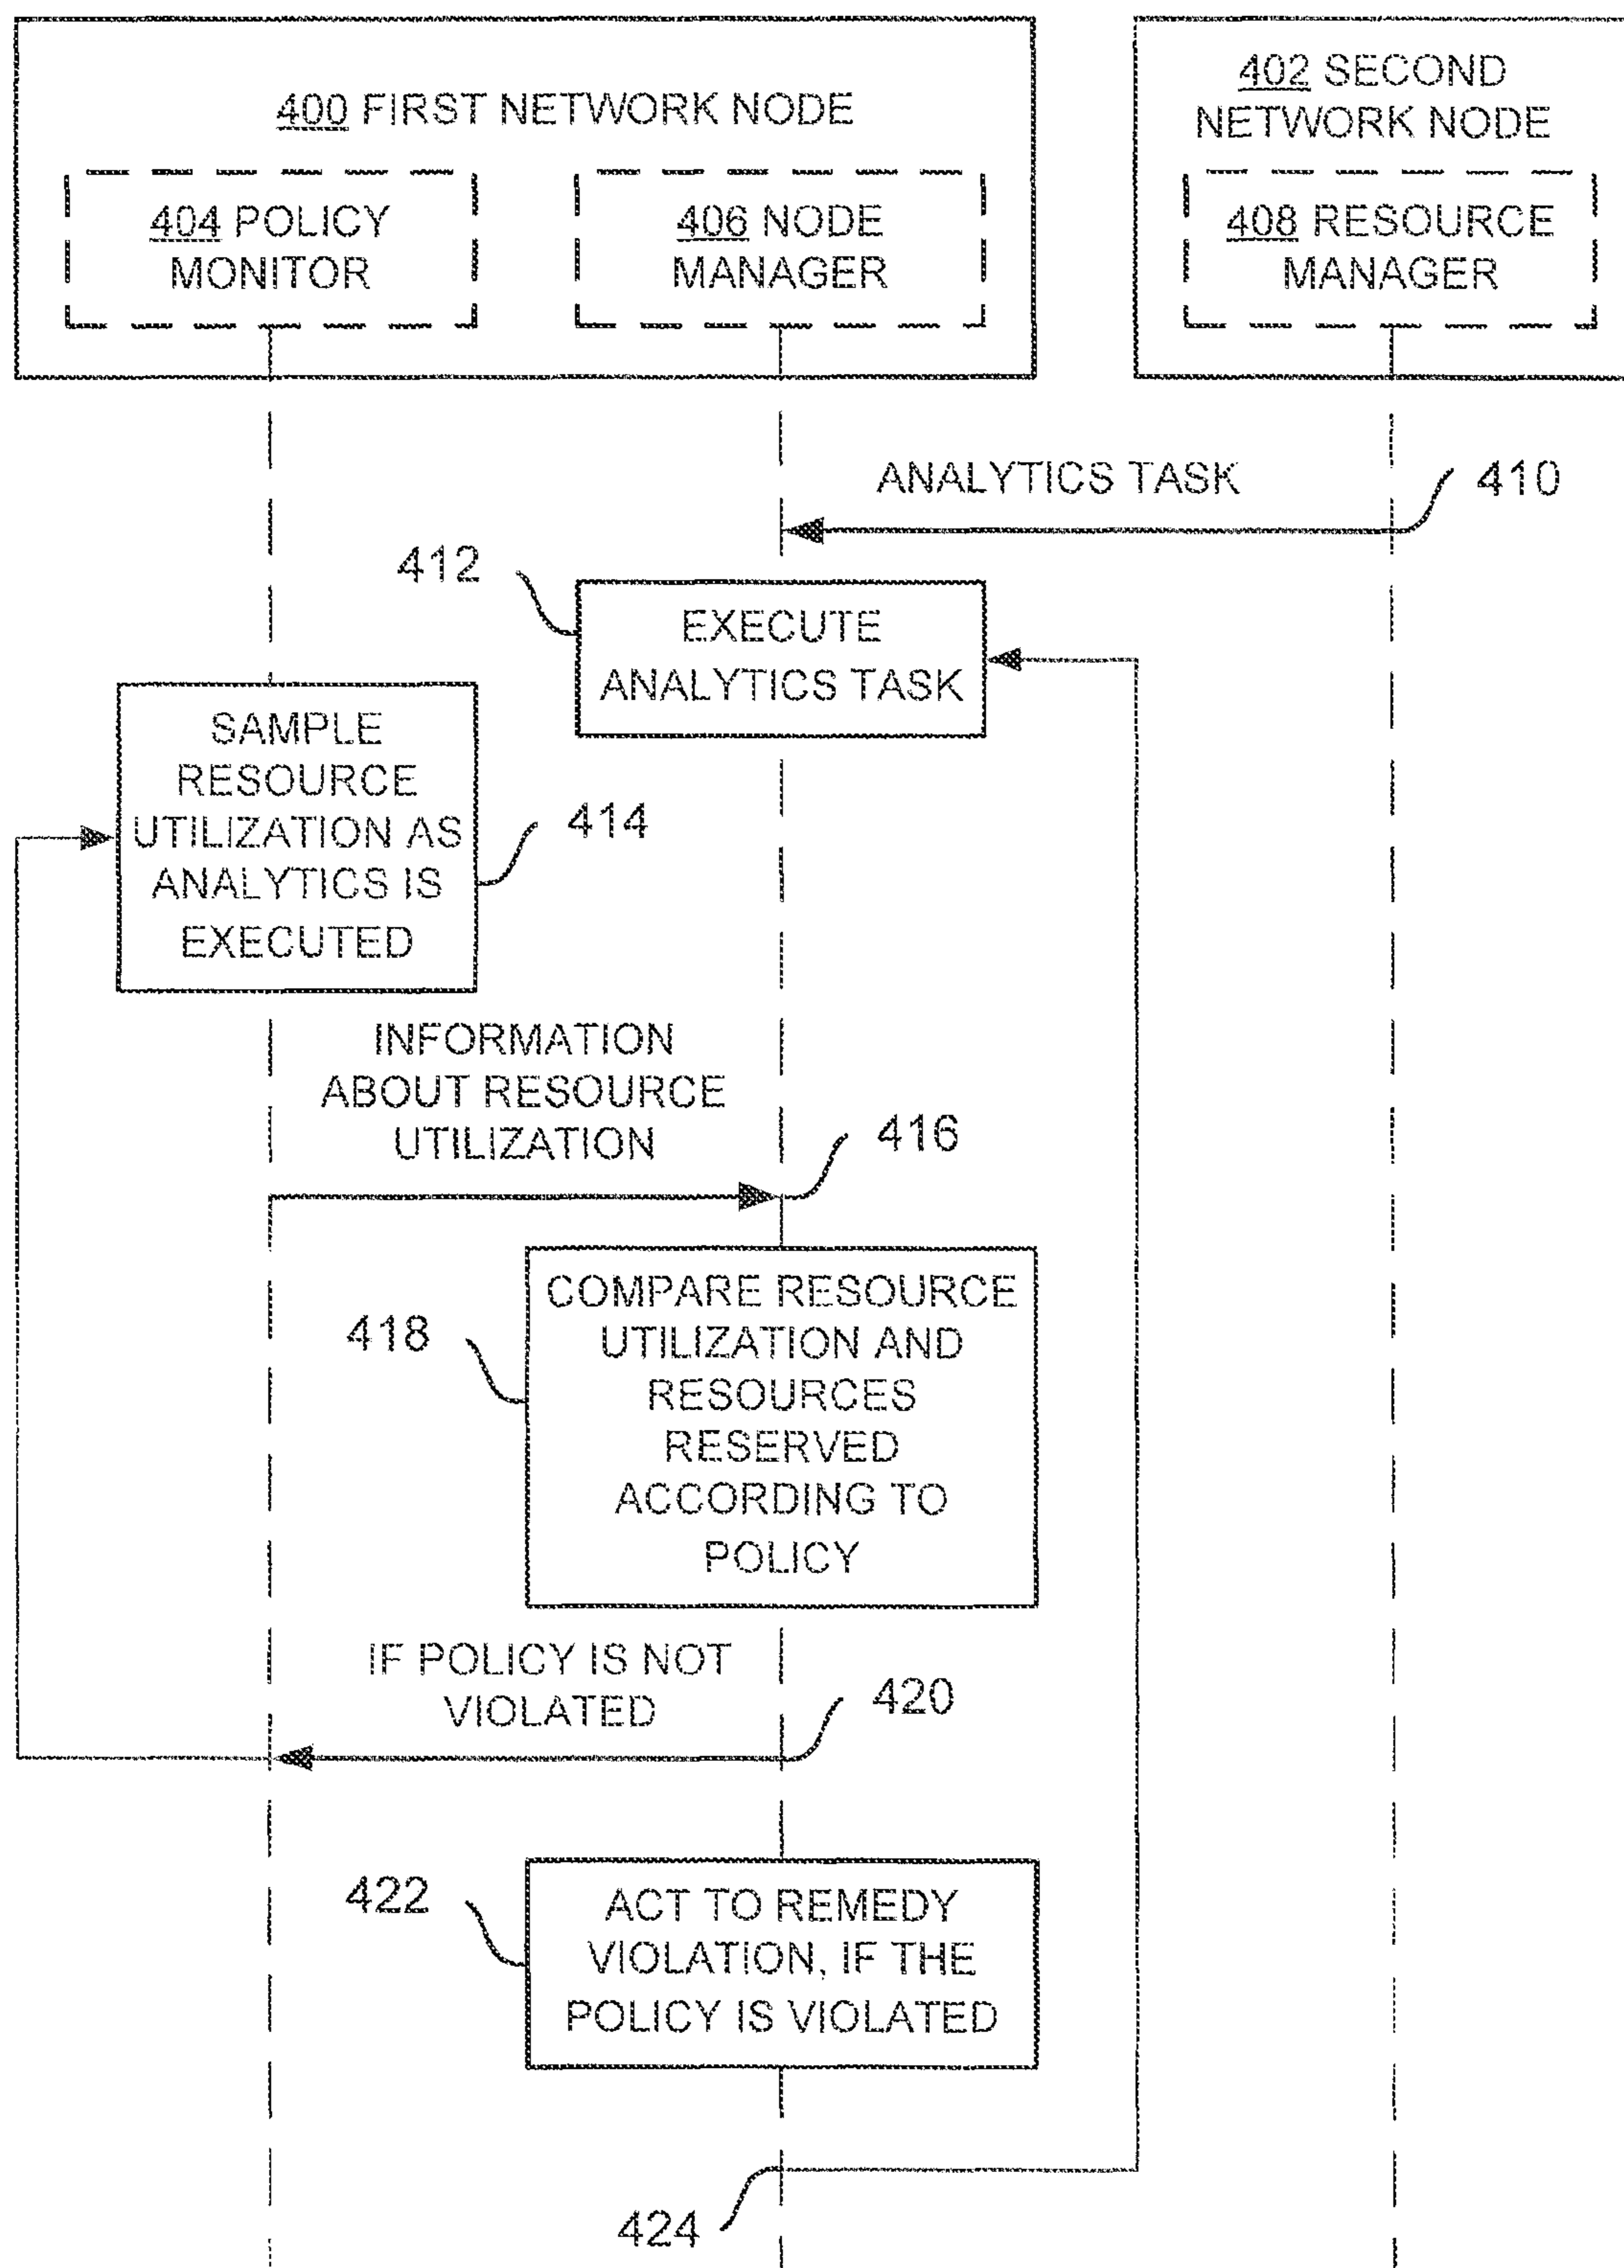 400 FIRST NETWORK NODE
402 SECOND
NETWORK NODE
404 POLICY
MONITOR
406 NODE
MANAGER
408 RESOURCE
MANAGER
ANALYTICS TASK
410
412
EXECUTE
ANALYTICS TASK
SAMPLE
RESOURCE
UTILIZATION AS
ANALYTICS IS
EXECUTED
414
INFORMATION
ABOUT RESOURCE
UTILIZATION
416
418
COMPARE RESOURCE
UTILIZATION AND
RESOURCES
RESERVED
ACCORDING TO
POLICY
IF POLICY IS NOT
VIOLATED
420
422
ACT TO REMEDY
VIOLATION, IF THE
POLICY IS VIOLATED
424